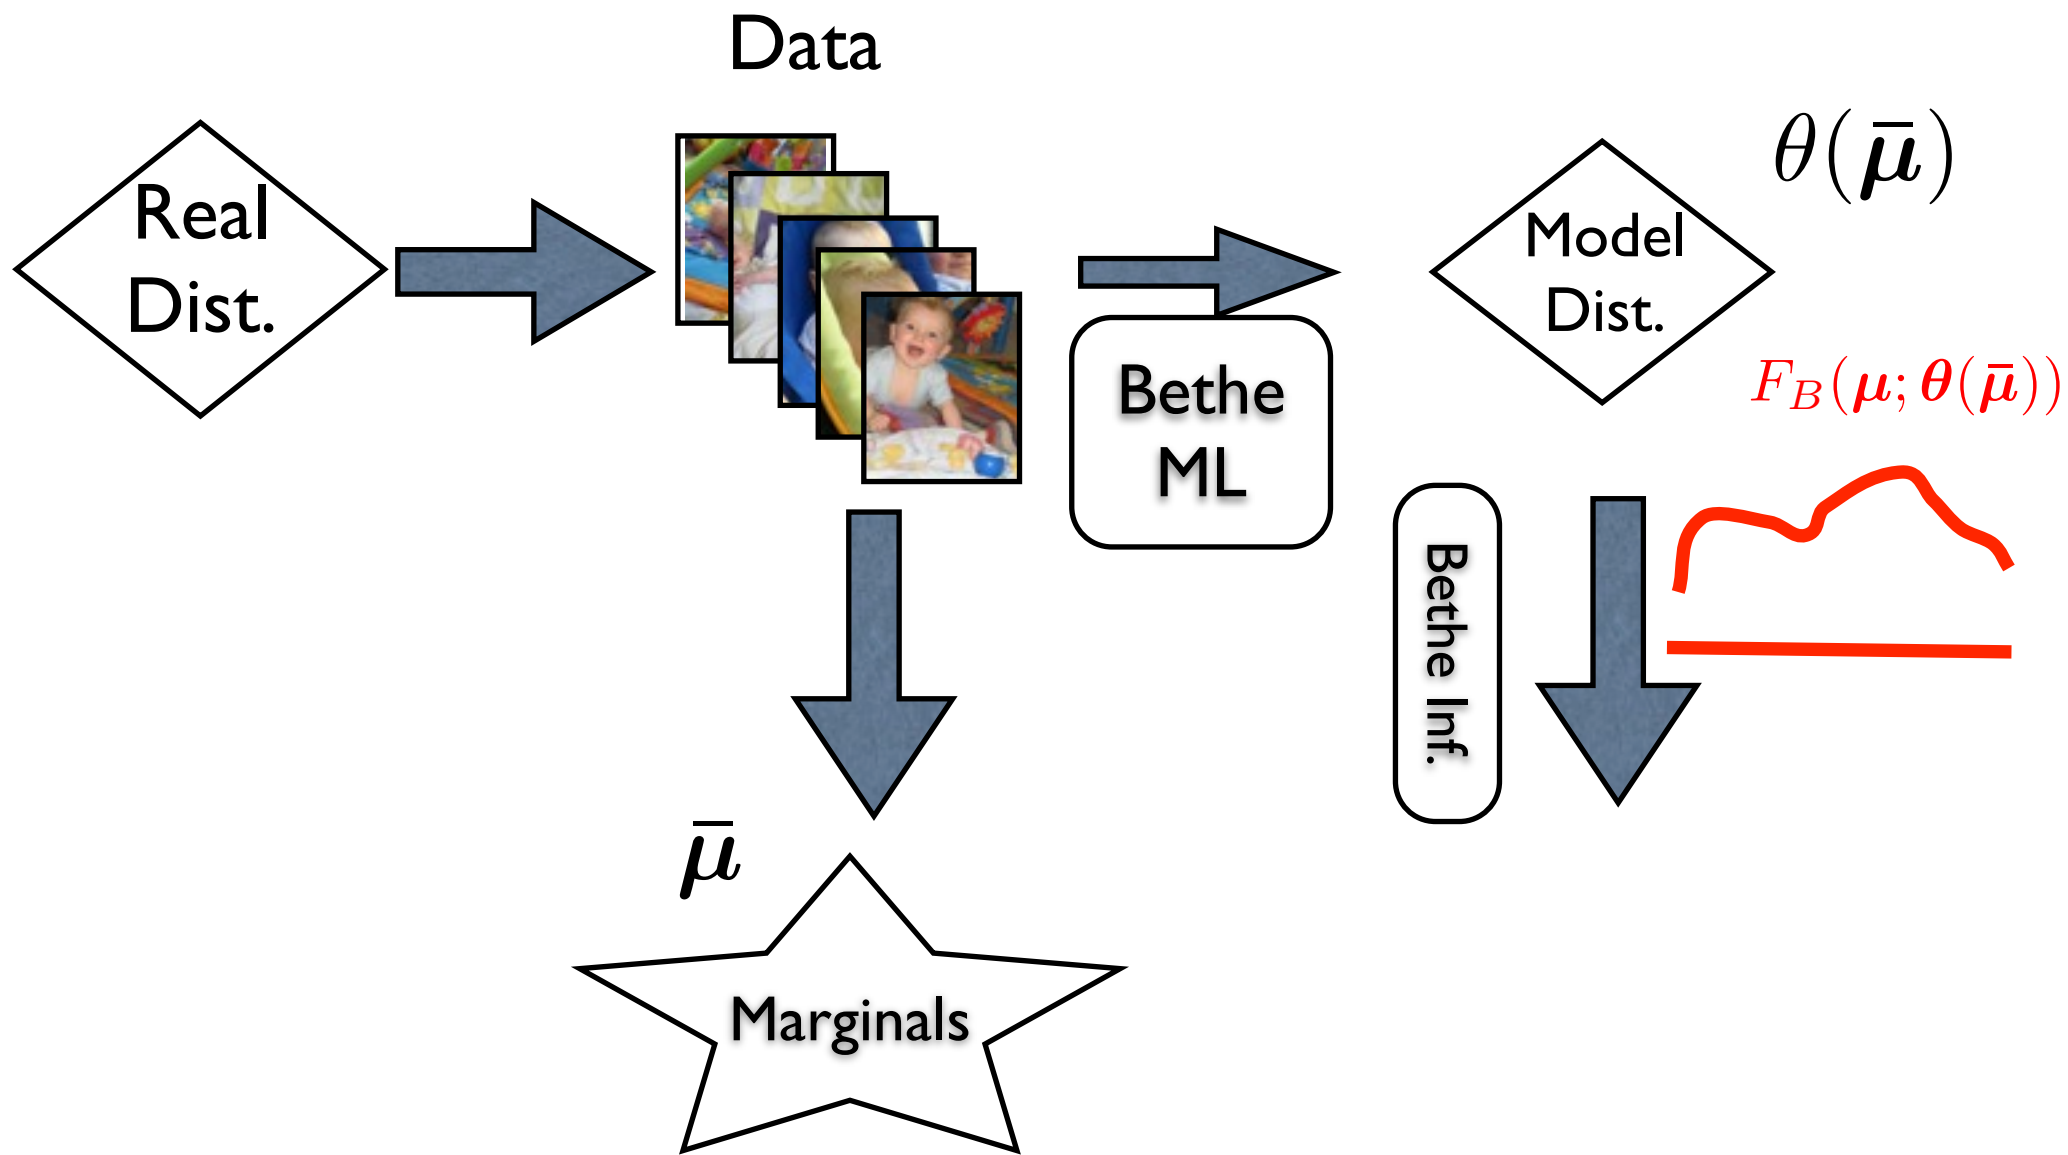 Data
Real
Dist.
θ(μ̄)
Model
Dist.
F_B(μ; θ(μ̄))
Bethe
ML
Bethe Inf.
μ̄
Marginals